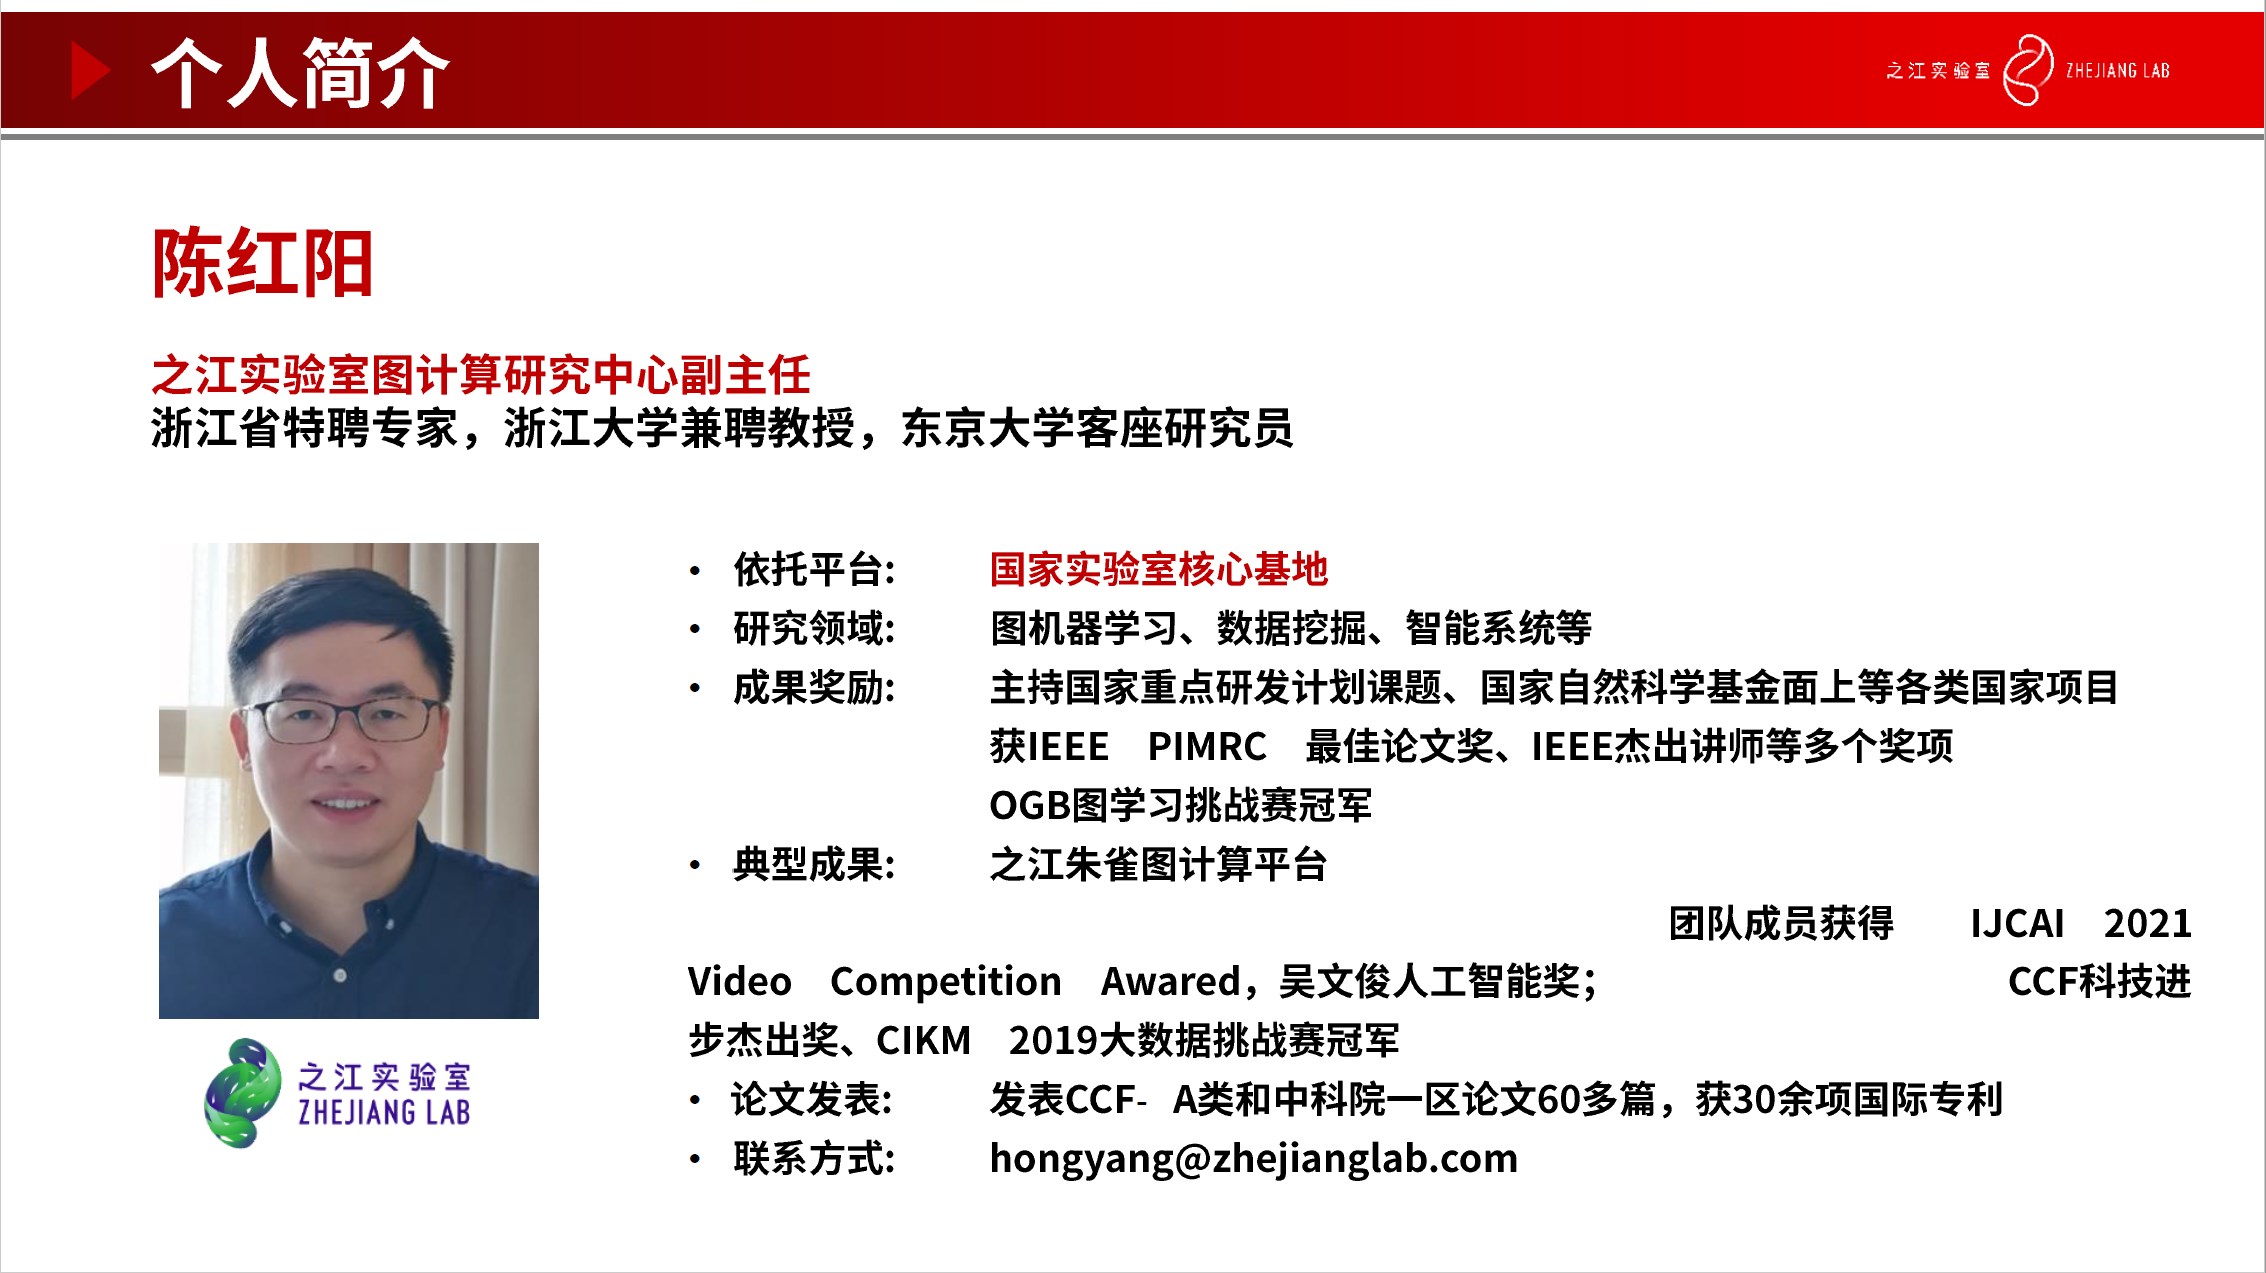 个人简介
之江实验室 ZHEJIANG LAB
陈红阳
之江实验室图计算研究中心副主任
浙江省特聘专家，浙江大学兼聘教授，东京大学客座研究员
• 依托平台: 国家实验室核心基地
• 研究领域: 图机器学习、数据挖掘、智能系统等
• 成果奖励: 主持国家重点研发计划课题、国家自然科学基金面上等各类国家项目
获IEEE PIMRC 最佳论文奖、IEEE杰出讲师等多个奖项
OGB图学习挑战赛冠军
• 典型成果: 之江朱雀图计算平台
团队成员获得 IJCAI 2021
Video Competition Awared，吴文俊人工智能奖； CCF科技进
步杰出奖、CIKM 2019大数据挑战赛冠军
• 论文发表: 发表CCF- A类和中科院一区论文60多篇，获30余项国际专利
• 联系方式: hongyang@zhejianglab.com
之江实验室
ZHEJIANG LAB